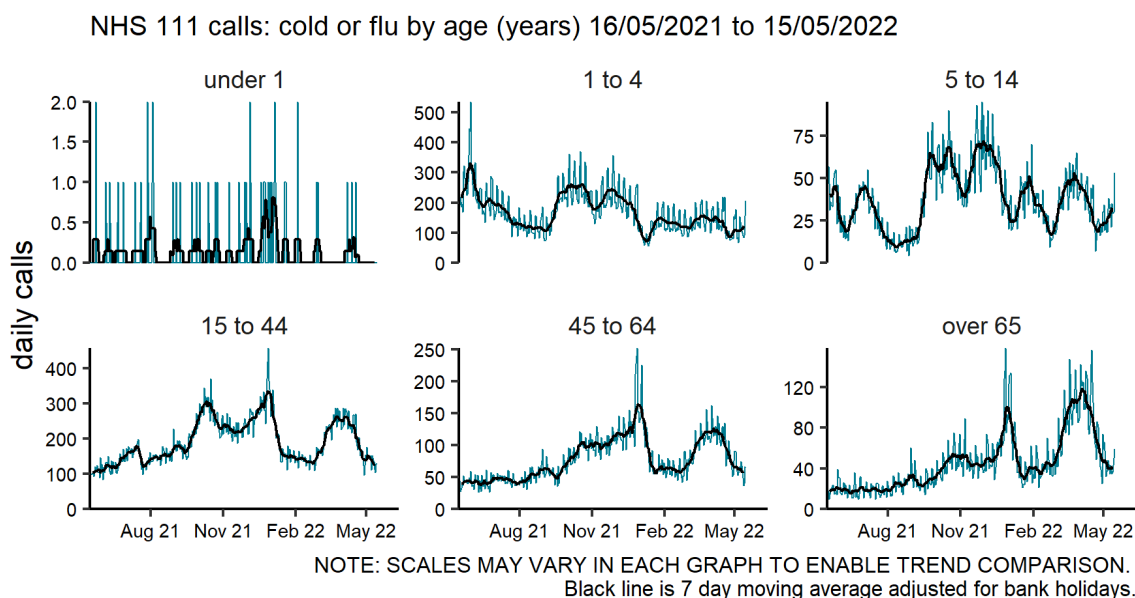 NHS 111 calls: cold or flu by age (years) 16/05/2021 to 15/05/2022
daily calls
under 1
2.0
1.5
1.0
0.5
0.0
1 to 4
500
400
300
200
100
0
5 to 14
75
50
25
0
15 to 44
400
300
200
100
0
Aug 21 Nov 21 Feb 22 May 22
45 to 64
250
200
150
100
50
0
Aug 21 Nov 21 Feb 22 May 22
over 65
120
80
40
0
Aug 21 Nov 21 Feb 22 May 22
NOTE: SCALES MAY VARY IN EACH GRAPH TO ENABLE TREND COMPARISON.
Black line is 7 day moving average adjusted for bank holidays.